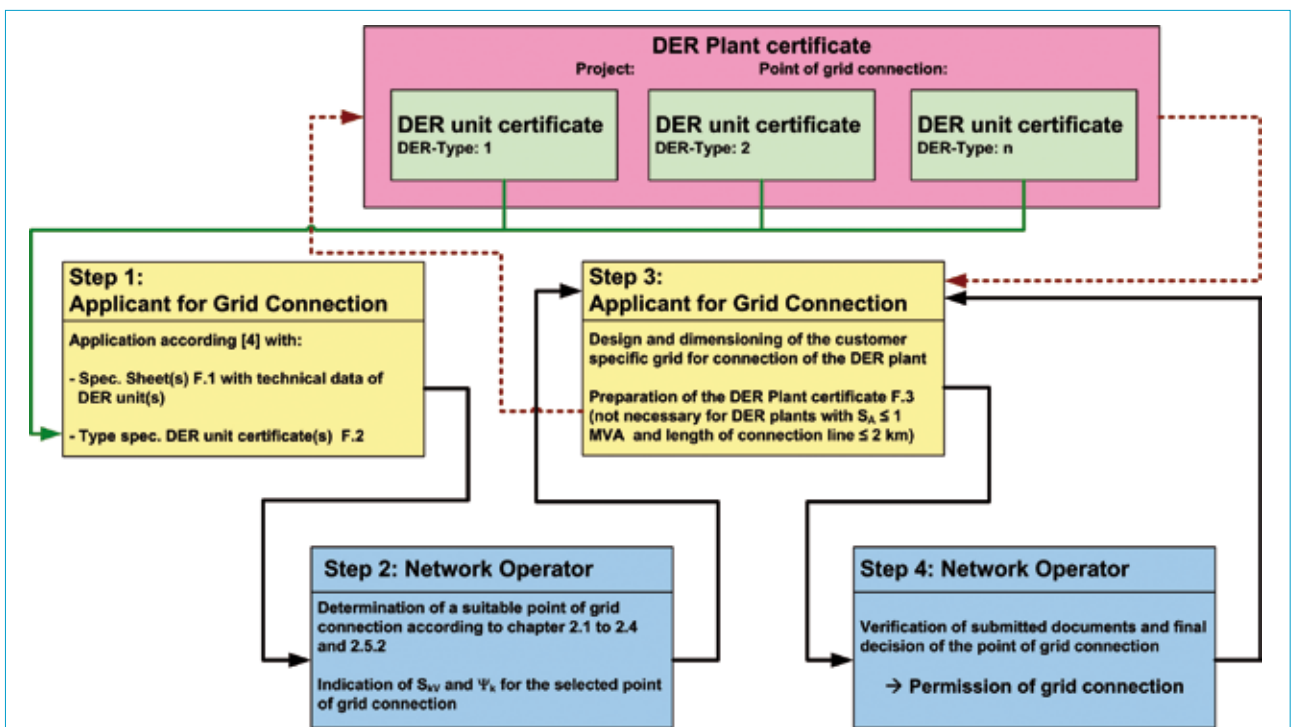 DER Plant certificate
Project: Point of grid connection:
DER unit certificate
DER-Type: 1
DER unit certificate
DER-Type: 2
DER unit certificate
DER-Type: n
Step 1:
Applicant for Grid Connection
Application according [4] with:
- Spec. Sheet(s) F.1 with technical data of
DER unit(s)
- Type spec. DER unit certificate(s) F.2
Step 3:
Applicant for Grid Connection
Design and dimensioning of the customer
specific grid for connection of the DER plant
Preparation of the DER Plant certificate F.3
(not necessary for DER plants with S_A ≤ 1
MVA and length of connection line ≤ 2 km)
Step 2: Network Operator
Determination of a suitable point of grid
connection according to chapter 2.1 to 2.4
and 2.5.2
Indication of S_kV and Ψ_k for the selected point
of grid connection
Step 4: Network Operator
Verification of submitted documents and final
decision of the point of grid connection
→ Permission of grid connection